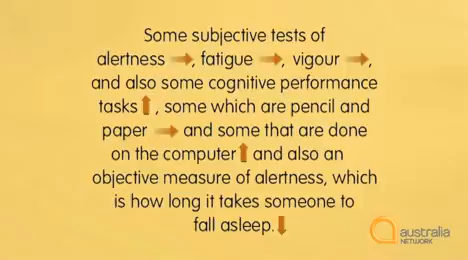 Some subjective tests of
alertness →, fatigue →, vigour →,
and also some cognitive performance
tasks ↑, some which are pencil and
paper → and some that are done
on the computer ↑ and also an
objective measure of alertness, which
is how long it takes someone to
fall asleep. ↓
australia
NETWORK